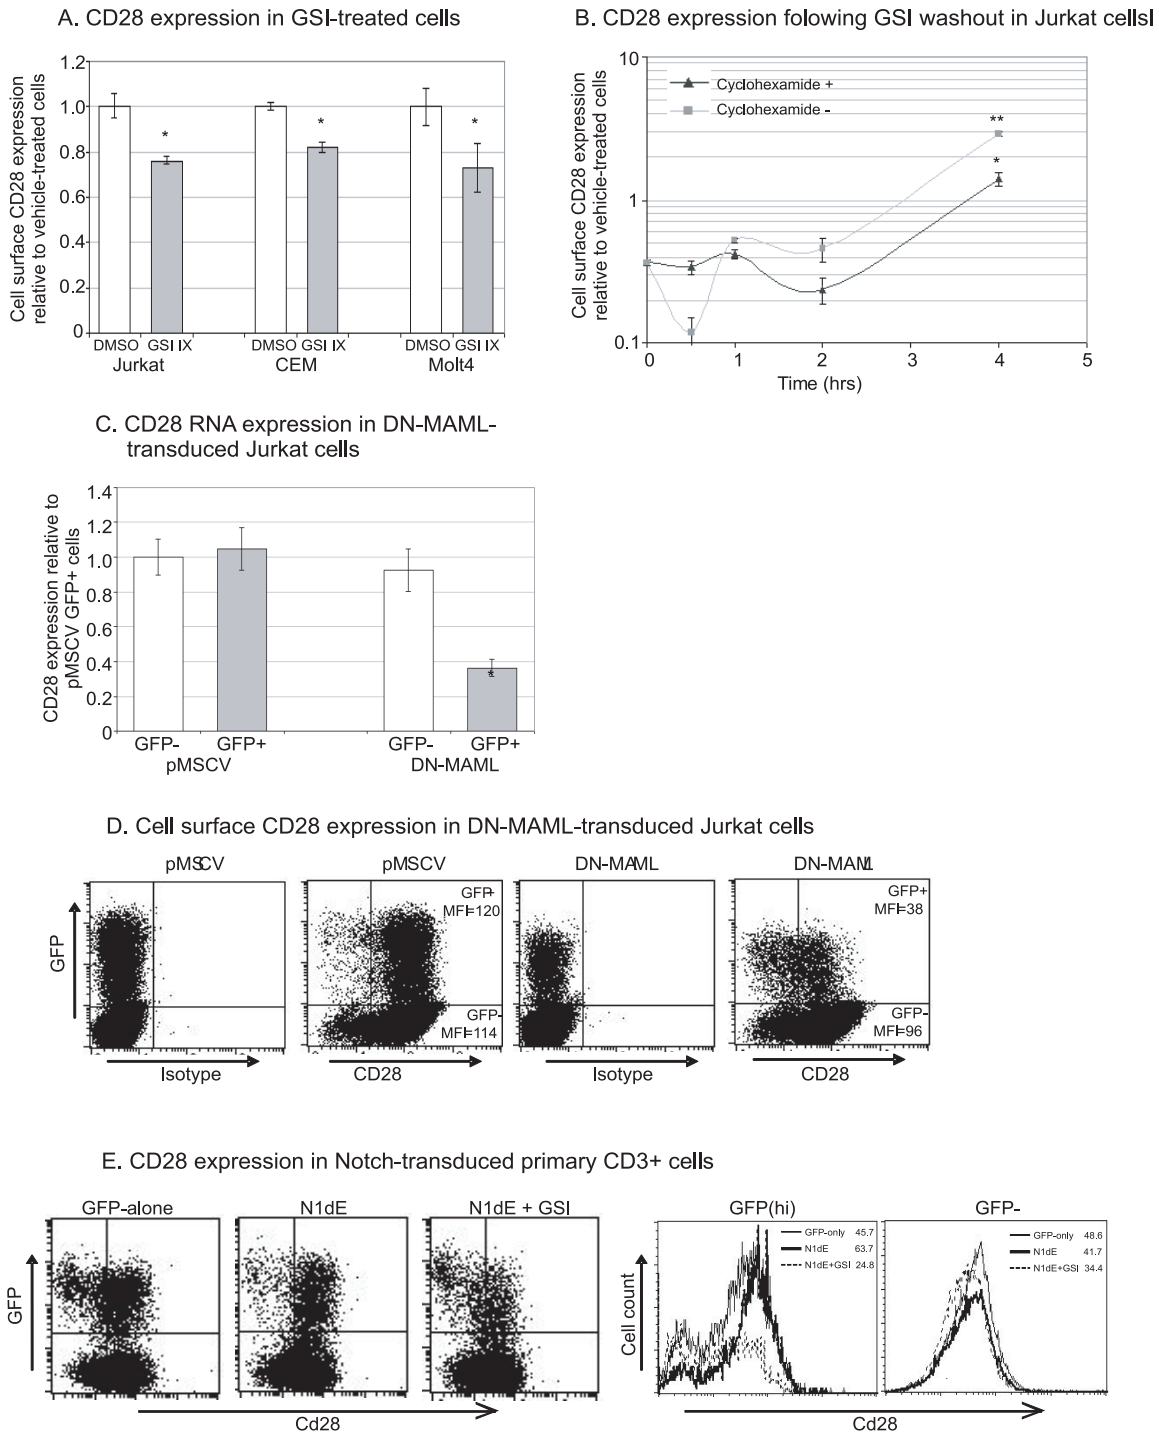 A. CD28 expression in GSI-treated cells
Cell surface CD28 expression
relative to vehicle-treated cells
1.2
1.0
0.8
0.6
0.4
0.2
0
*
*
*
DMSO GSI IX DMSO GSI IX DMSO GSI IX
Jurkat CEM Molt4
B. CD28 expression folowing GSI washout in Jurkat cellsl
Cell surface CD28 expression
relative to vehicle-treated cells
10
1
0.1
Cyclohexamide +
Cyclohexamide -
**
*
0 1 2 3 4 5
Time (hrs)
C. CD28 RNA expression in DN-MAML-
transduced Jurkat cells
CD28 expression relative to
pMSCV GFP+ cells
1.4
1.2
1.0
0.8
0.6
0.4
0.2
0
*
GFP- GFP+ GFP- GFP+
pMSCV DN-MAML
D. Cell surface CD28 expression in DN-MAML-transduced Jurkat cells
pMSCV pMSCV DN-MAML DN-MAML
GFP
GFP+
MFI=120
GFP-
MFI=114
GFP+
MFI=38
GFP-
MFI=96
Isotype CD28 Isotype CD28
E. CD28 expression in Notch-transduced primary CD3+ cells
GFP-alone N1dE N1dE + GSI GFP(hi) GFP-
GFP
Cell count
GFP-only 45.7
N1dE 63.7
N1dE+GSI 24.8
GFP-only 48.6
N1dE 41.7
N1dE+GSI 34.4
Cd28 Cd28